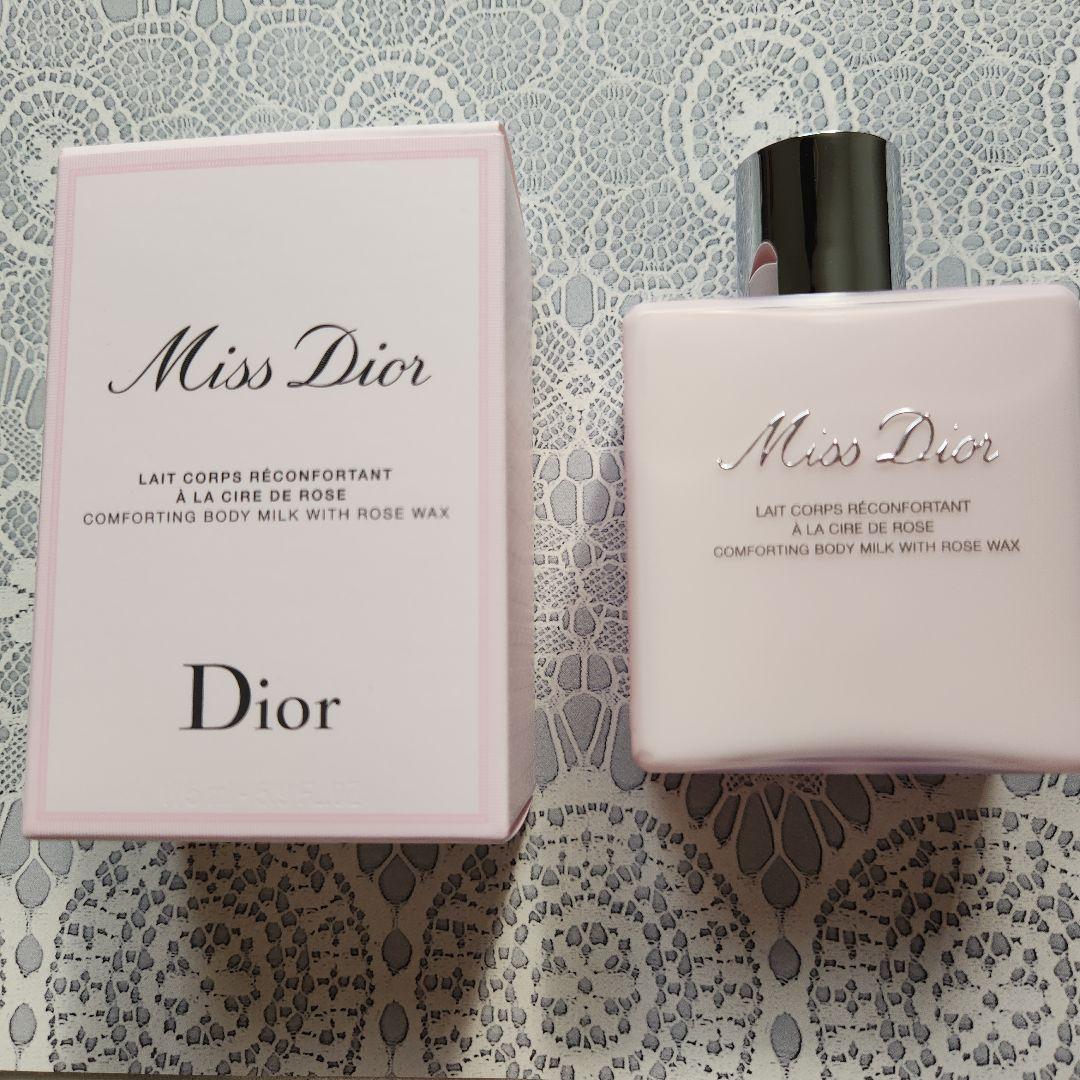 Miss Dior
LAIT CORPS RÉCONFORTANT
À LA CIRE DE ROSE
COMFORTING BODY MILK WITH ROSE WAX
Dior
Miss Dior
LAIT CORPS RÉCONFORTANT
À LA CIRE DE ROSE
COMFORTING BODY MILK WITH ROSE WAX